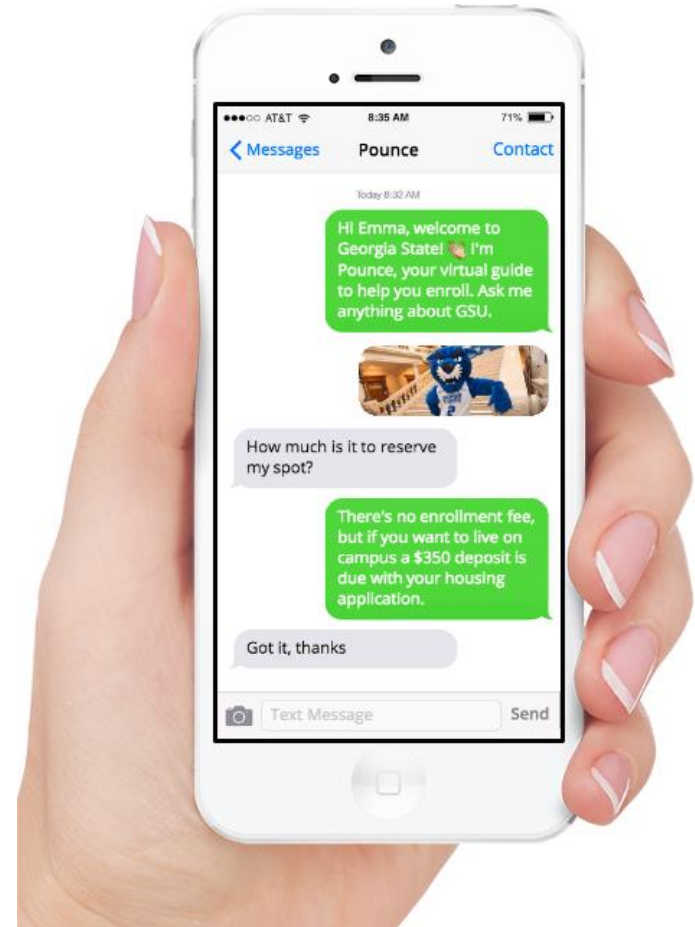 AT&T 8:35 AM 71%
Messages Pounce Contact
Today 8:32 AM
Hi Emma, welcome to
Georgia State! 👏🏼 I'm
Pounce, your virtual guide
to help you enroll. Ask me
anything about GSU.
2
How much is it to reserve
my spot?
There's no enrollment fee,
but if you want to live on
campus a $350 deposit is
due with your housing
application.
Got it, thanks
Text Message Send